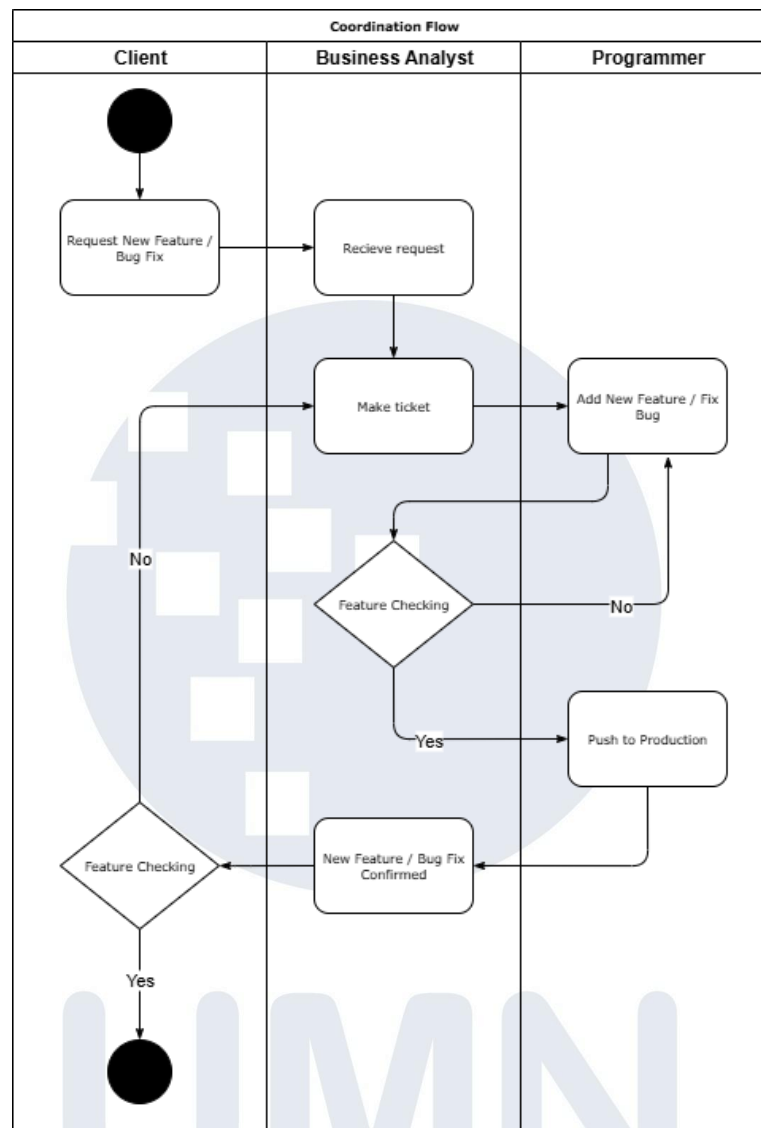 Coordination Flow
Client
Business Analyst
Programmer
Request New Feature /
Bug Fix
Recieve request
Make ticket
Add New Feature / Fix
Bug
No
Feature Checking
No
Yes
Push to Production
Feature Checking
New Feature / Bug Fix
Confirmed
Yes
UMN